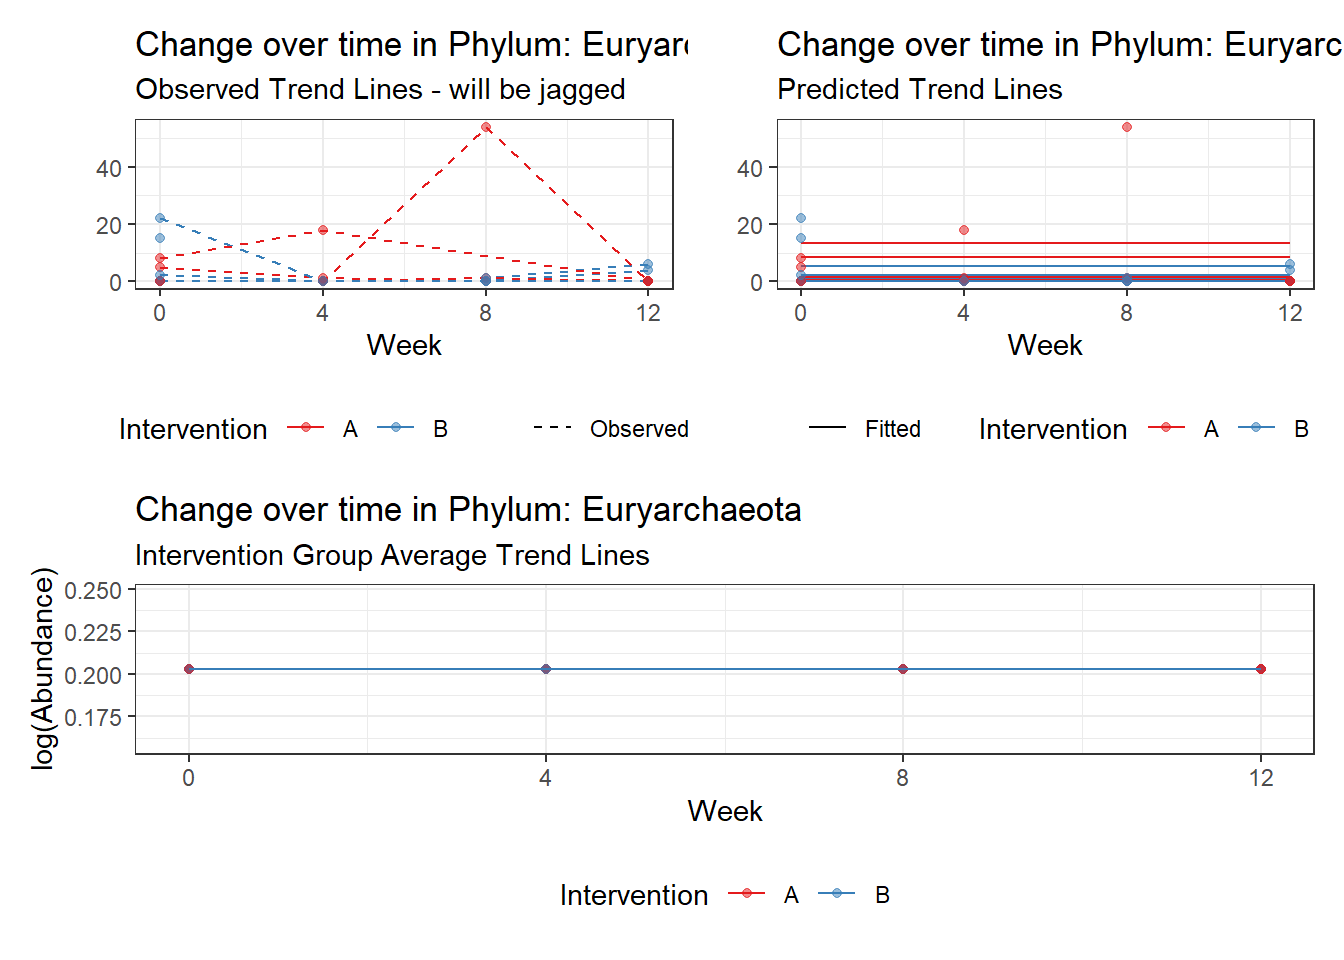 Change over time in Phylum: Euryarc
Observed Trend Lines - will be jagged
40
20
0
0 4 8 12
Week
Intervention A B Observed
Change over time in Phylum: Euryarc
Predicted Trend Lines
40
20
0
0 4 8 12
Week
Fitted Intervention A B
Change over time in Phylum: Euryarchaeota
Intervention Group Average Trend Lines
log(Abundance)
0.250
0.225
0.200
0.175
0 4 8 12
Week
Intervention A B